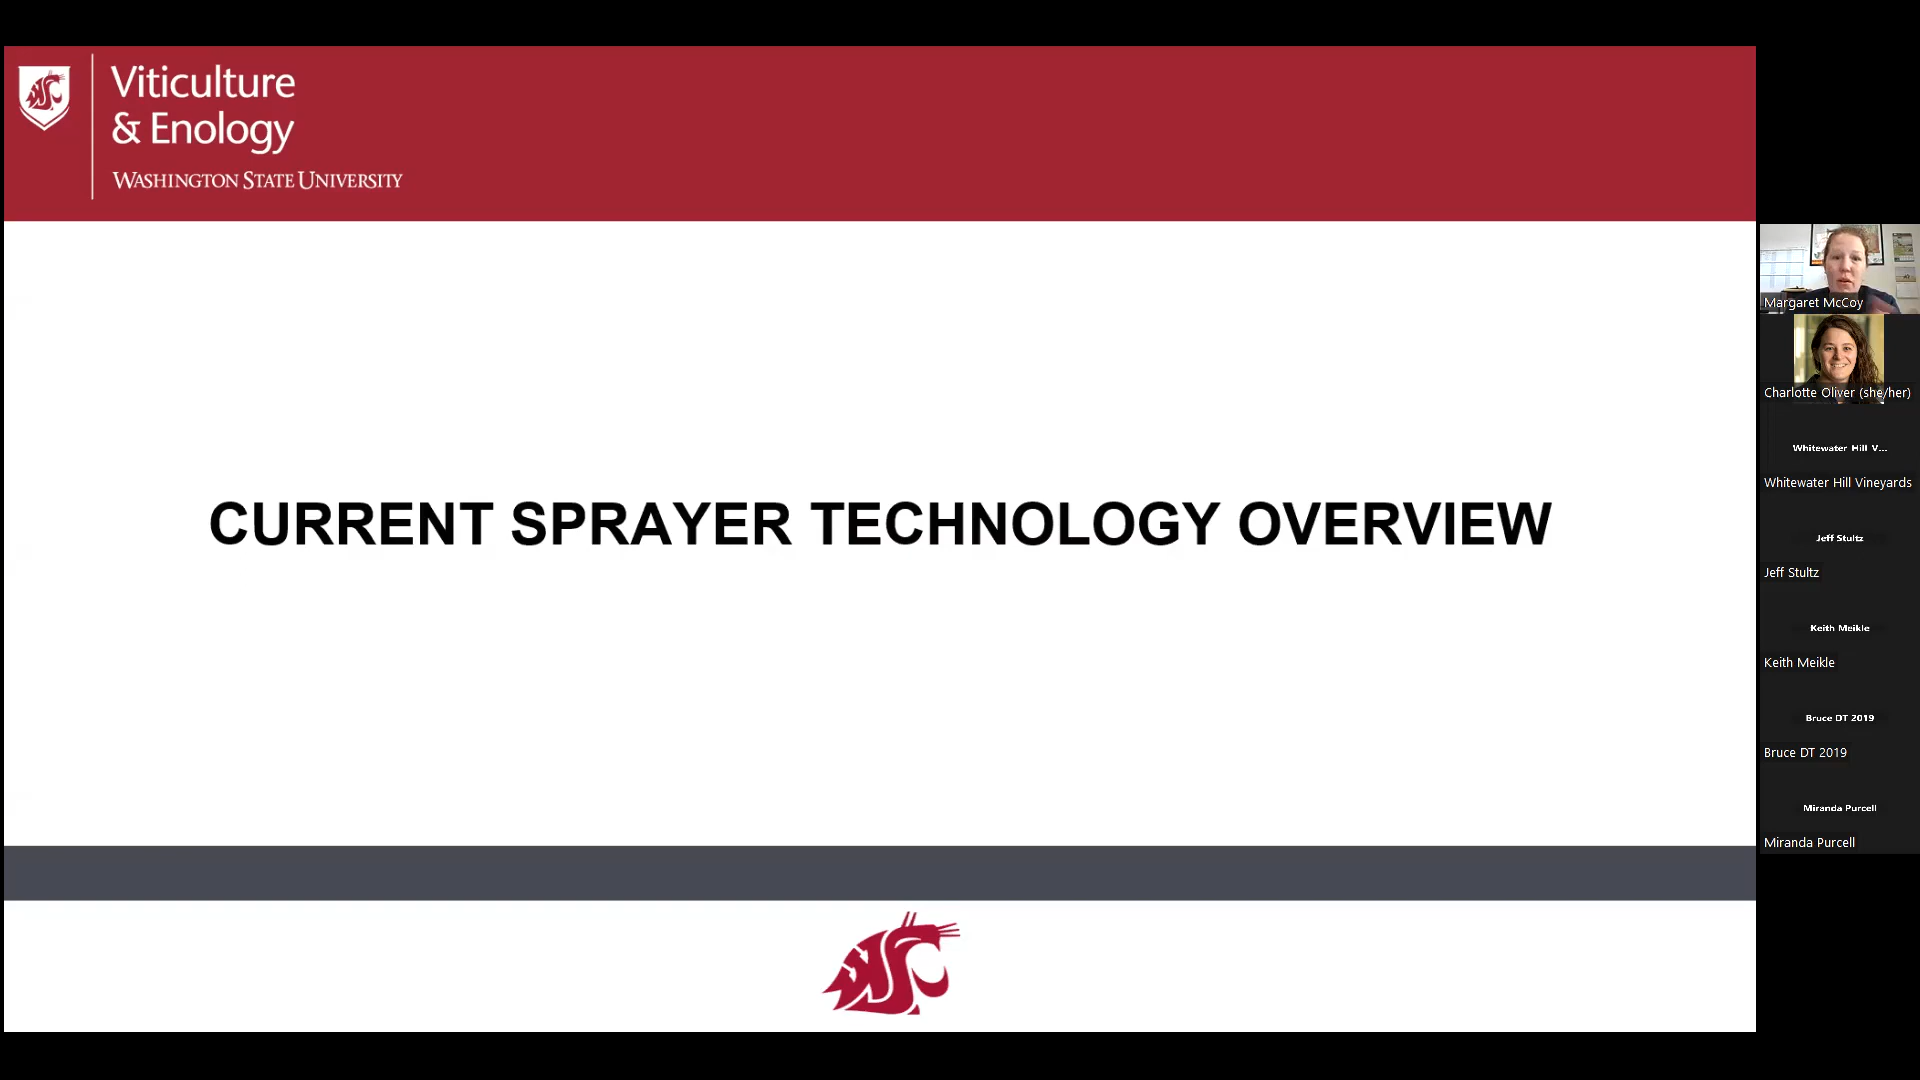 Viticulture
& Enology
WASHINGTON STATE UNIVERSITY
CURRENT SPRAYER TECHNOLOGY OVERVIEW
Margaret McCoy
Charlotte Oliver (she/her)
Whitewater Hill V...
Whitewater Hill Vineyards
Jeff Stultz
Jeff Stultz
Keith Meikle
Keith Meikle
Bruce DT 2019
Bruce DT 2019
Miranda Purcell
Miranda Purcell